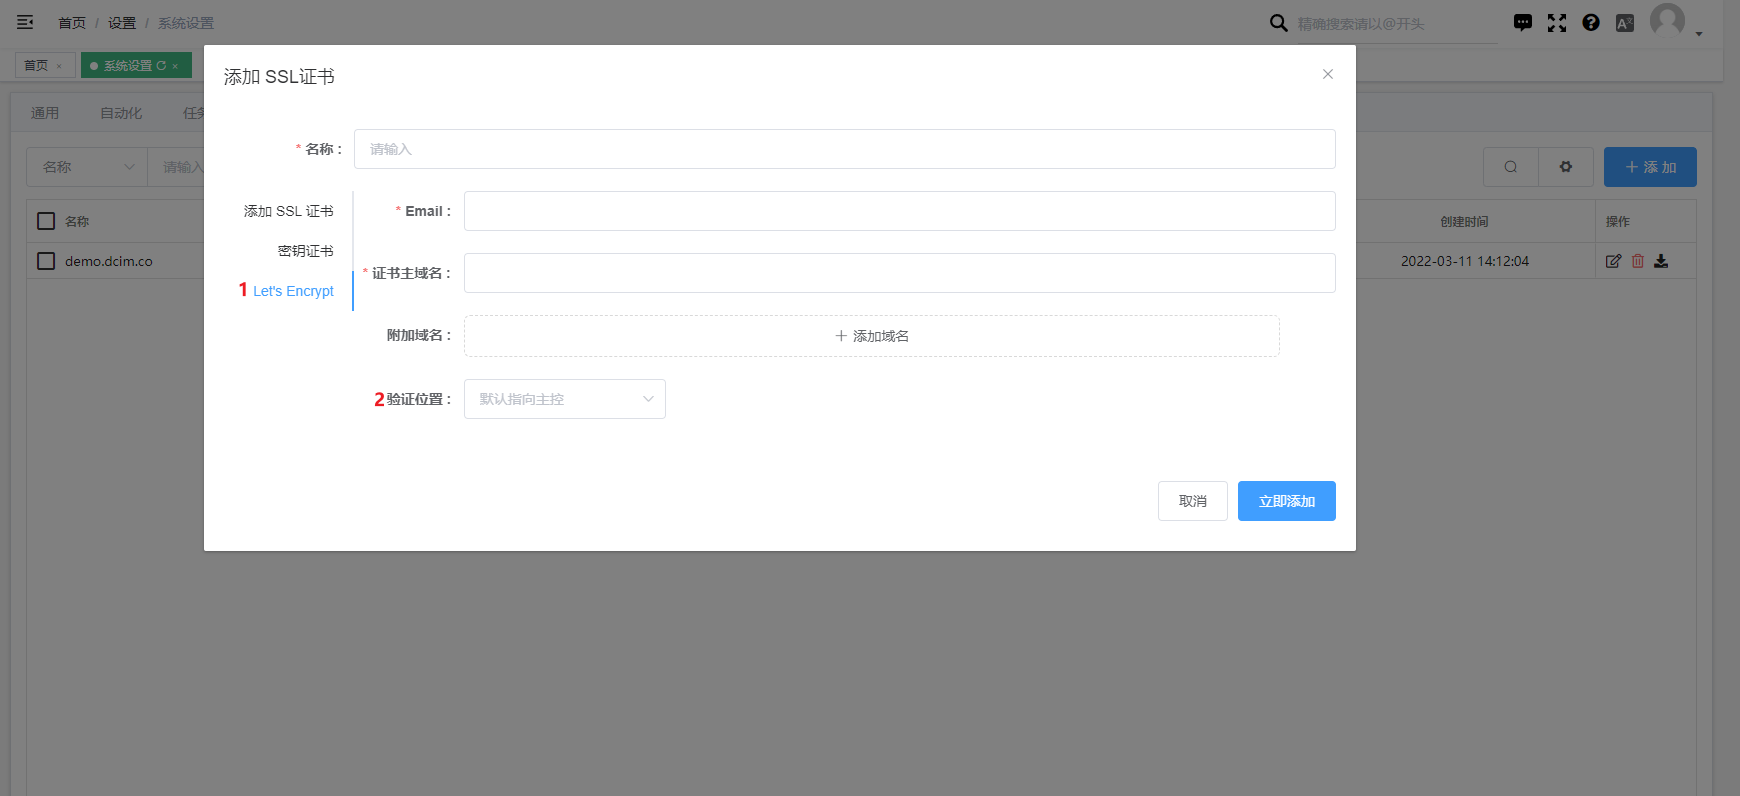 首页 / 设置 / 系统设置
精确搜索请以@开头
首页 ×
系统设置 ×
添加 SSL证书
通用 自动化 任务
* 名称 :
请输入
名称
请输入
添加
添加 SSL 证书
* Email :
名称
创建时间
操作
密钥证书
demo.dcim.co
2022-03-11 14:12:04
* 证书主域名 :
1 Let's Encrypt
附加域名 :
+ 添加域名
2 验证位置 :
默认指向主控
取消
立即添加